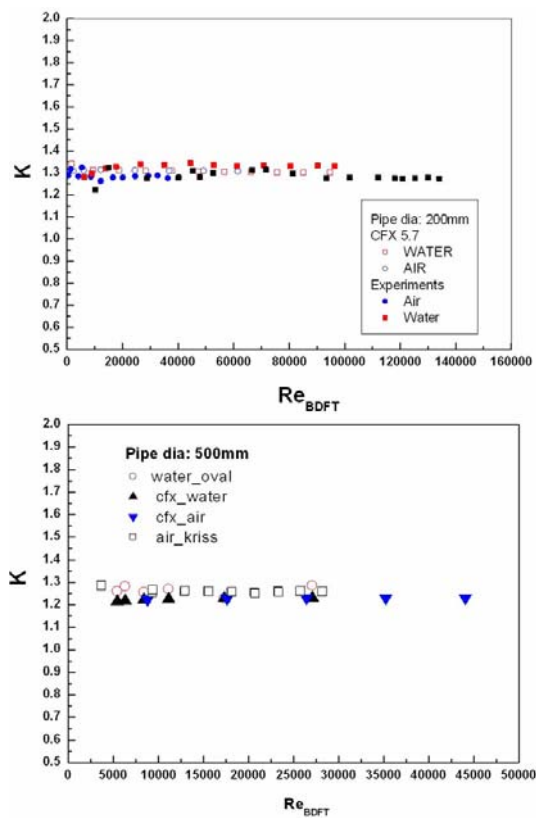 2.0
1.9
1.8
1.7
1.6
1.5
1.4
1.3
1.2
1.1
1.0
0.9
0.8
0.7
0.6
0.5
K
Pipe dia: 200mm
CFX 5.7
WATER
AIR
Experiments
Air
Water
0 20000 40000 60000 80000 100000 120000 140000 160000
Re_BDFT
2.0
1.9
1.8
1.7
1.6
1.5
1.4
1.3
1.2
1.1
1.0
0.9
0.8
0.7
0.6
0.5
K
Pipe dia: 500mm
water_oval
cfx_water
cfx_air
air_kriss
0 5000 10000 15000 20000 25000 30000 35000 40000 45000 50000
Re_BDFT